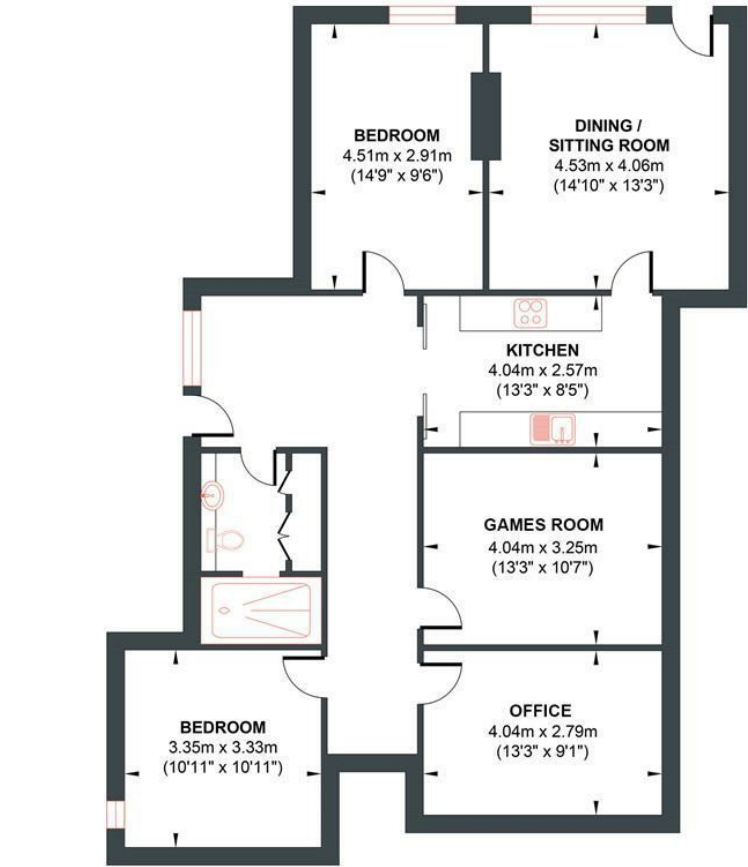 BEDROOM
4.51m x 2.91m
(14'9" x 9'6")
DINING /
SITTING ROOM
4.53m x 4.06m
(14'10" x 13'3")
KITCHEN
4.04m x 2.57m
(13'3" x 8'5")
GAMES ROOM
4.04m x 3.25m
(13'3" x 10'7")
BEDROOM
3.35m x 3.33m
(10'11" x 10'11")
OFFICE
4.04m x 2.79m
(13'3" x 9'1")